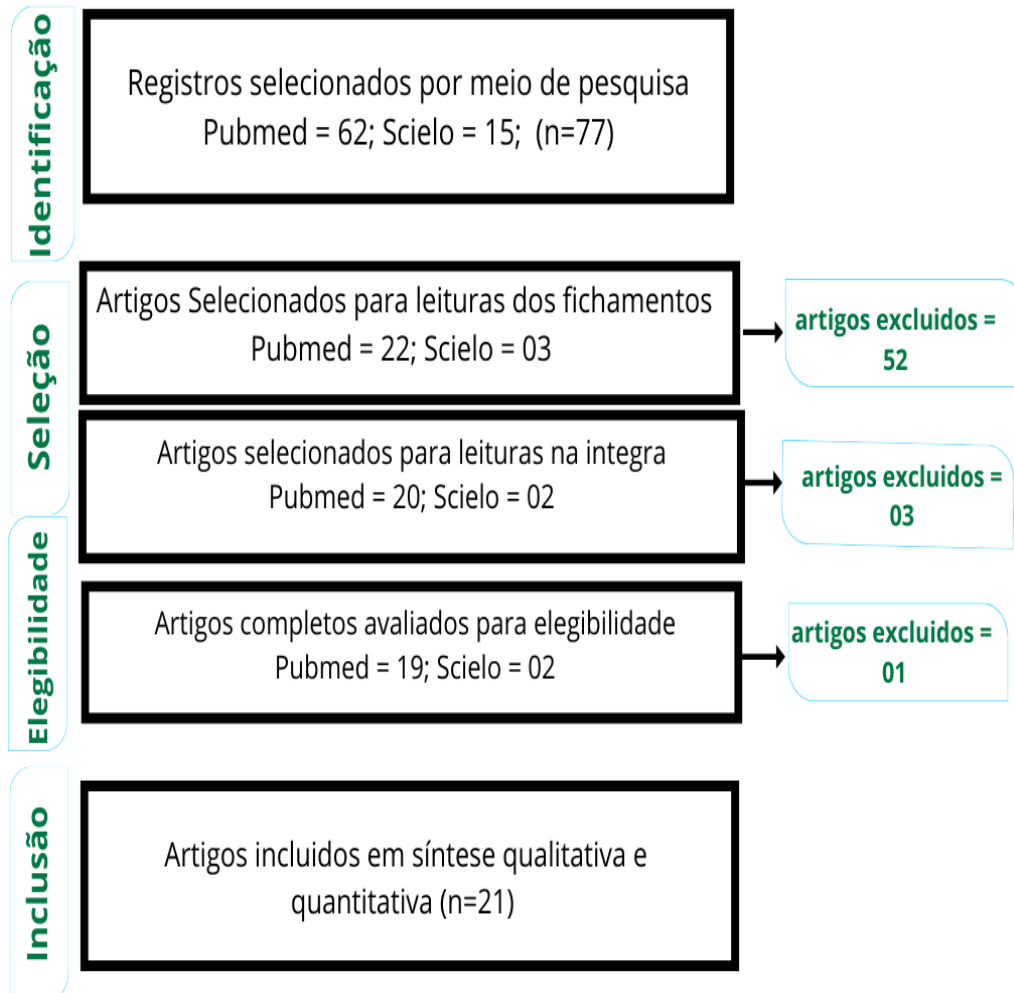 Identificação
Registros selecionados por meio de pesquisa
Pubmed = 62; Scielo = 15; (n=77)
Seleção
Artigos Selecionados para leituras dos fichamentos
Pubmed = 22; Scielo = 03
artigos excluidos =
52
Artigos selecionados para leituras na integra
Pubmed = 20; Scielo = 02
artigos excluidos =
03
Elegibilidade
Artigos completos avaliados para elegibilidade
Pubmed = 19; Scielo = 02
artigos excluidos =
01
Inclusão
Artigos incluidos em síntese qualitativa e
quantitativa (n=21)